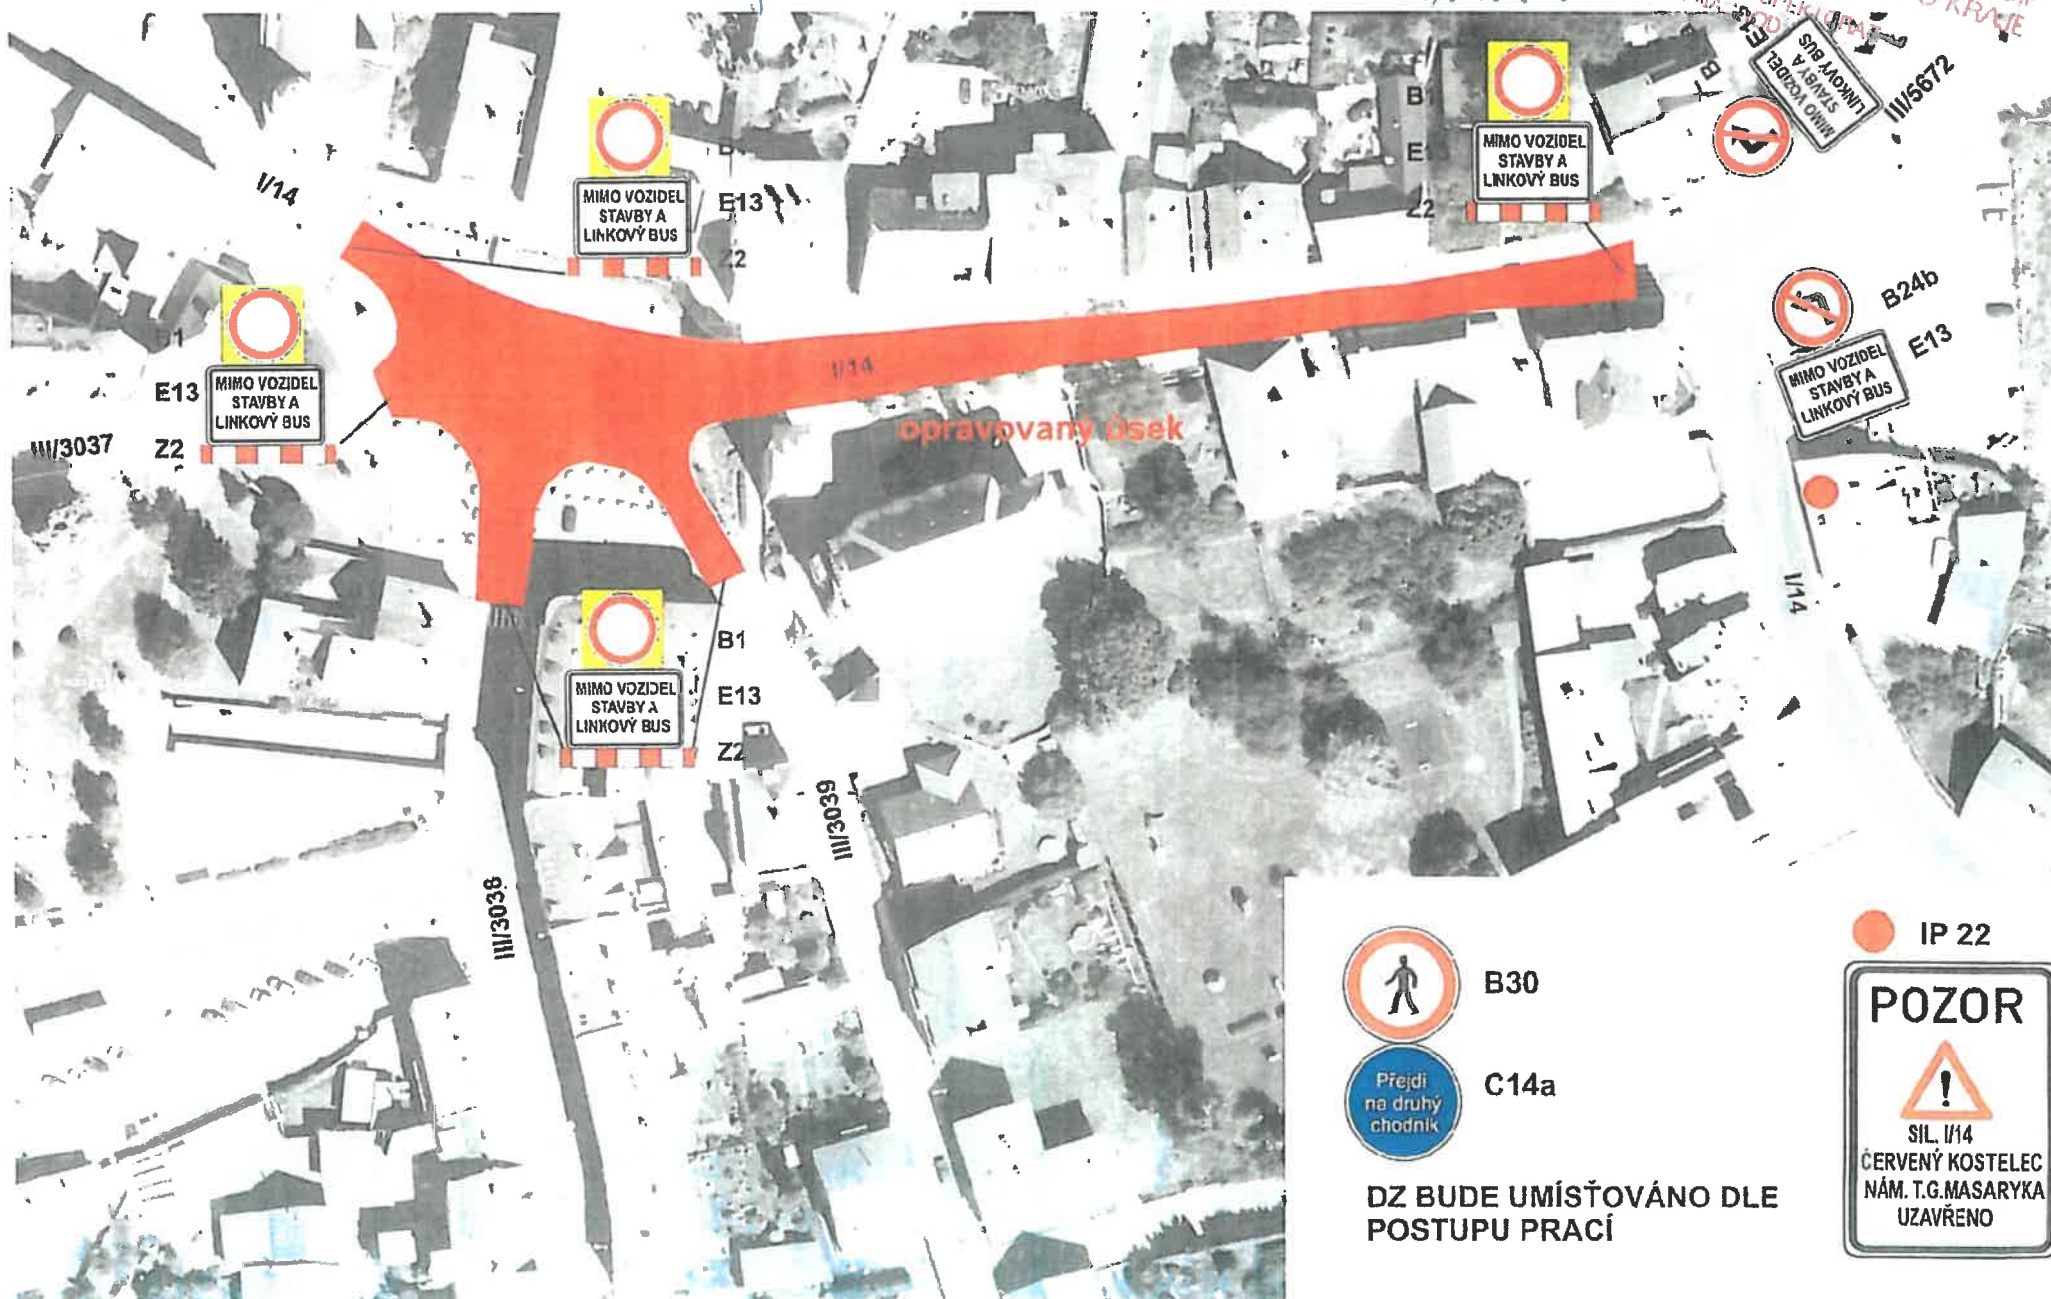 KRAJE
I/14
B1
E13
Z2
MIMO VOZIDEL
STAVBY A
LINKOVÝ BUS
B1
Z2
MIMO VOZIDEL
STAVBY A
LINKOVÝ BUS
E13
MIMO VOZIDEL
STAVBY A
LINKOVÝ BUS
III/5672
B24b
E13
MIMO VOZIDEL
STAVBY A
LINKOVÝ BUS
E13
MIMO VOZIDEL
STAVBY A
LINKOVÝ BUS
Z2
III/3037
I/14
opravovaný úsek
I/14
B1
E13
MIMO VOZIDEL
STAVBY A
LINKOVÝ BUS
Z2
III/3039
III/3038
B30
Přejdi
na druhý
chodník
C14a
DZ BUDE UMÍSŤOVÁNO DLE
POSTUPU PRACÍ
IP 22
POZOR
!
SIL. I/14
ČERVENÝ KOSTELEC
NÁM. T.G.MASARYKA
UZAVŘENO